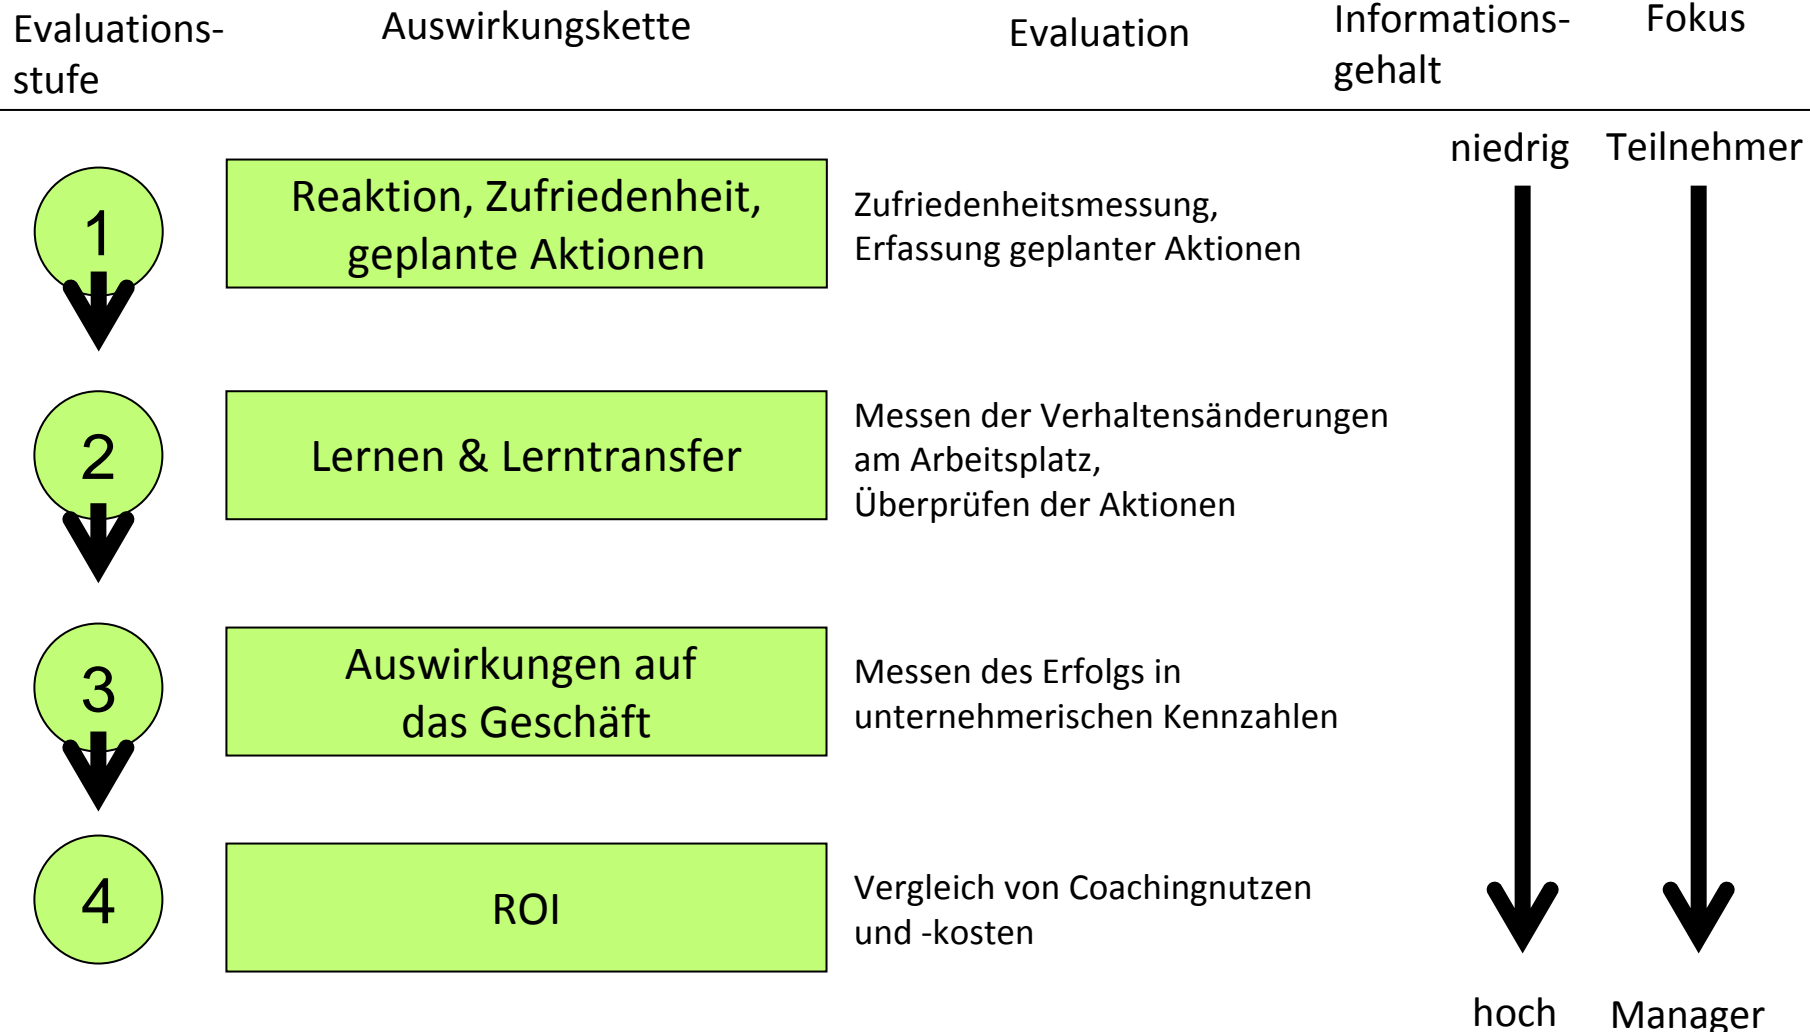 Evaluations-
stufe
Auswirkungskette
Evaluation
Informations-
gehalt
Fokus
niedrig
Teilnehmer
1
Reaktion, Zufriedenheit,
geplante Aktionen
Zufriedenheitsmessung,
Erfassung geplanter Aktionen
2
Lernen & Lerntransfer
Messen der Verhaltensänderungen
am Arbeitsplatz,
Überprüfen der Aktionen
3
Auswirkungen auf
das Geschäft
Messen des Erfolgs in
unternehmerischen Kennzahlen
4
ROI
Vergleich von Coachingnutzen
und -kosten
hoch
Manager